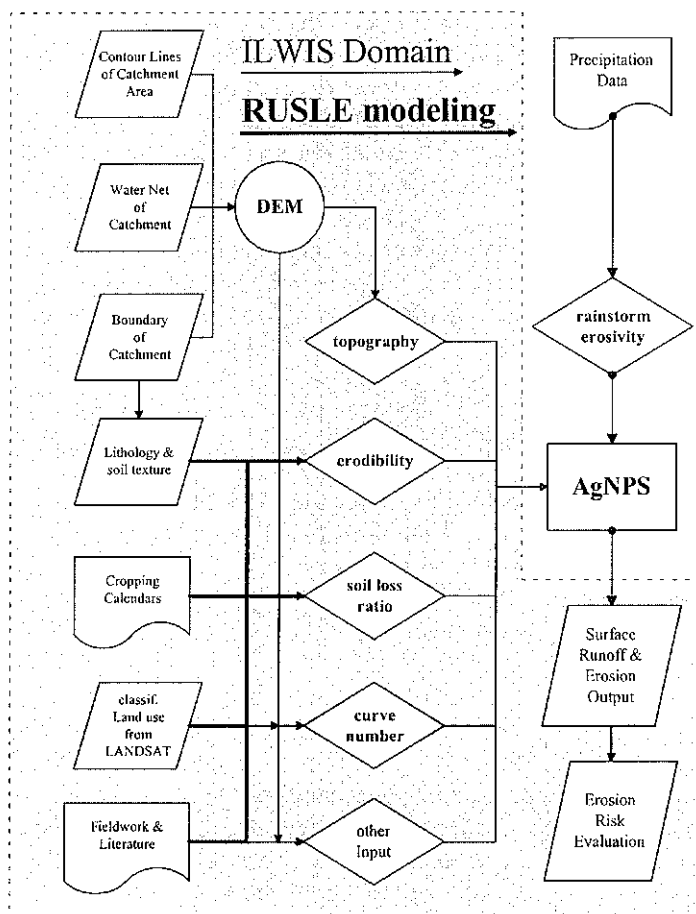 ILWIS Domain
RUSLE modeling
Contour Lines
of Catchment
Area
Precipitation
Data
Water Net
of
Catchment
DEM
Boundary
of
Catchment
topography
rainstorm
erosivity
Lithology &
soil texture
erodibility
AgNPS
Cropping
Calendars
soil loss
ratio
Surface
Runoff &
Erosion
Output
classif.
Land use
from
LANDSAT
curve
number
Fieldwork &
Literature
other
Input
Erosion
Risk
Evaluation